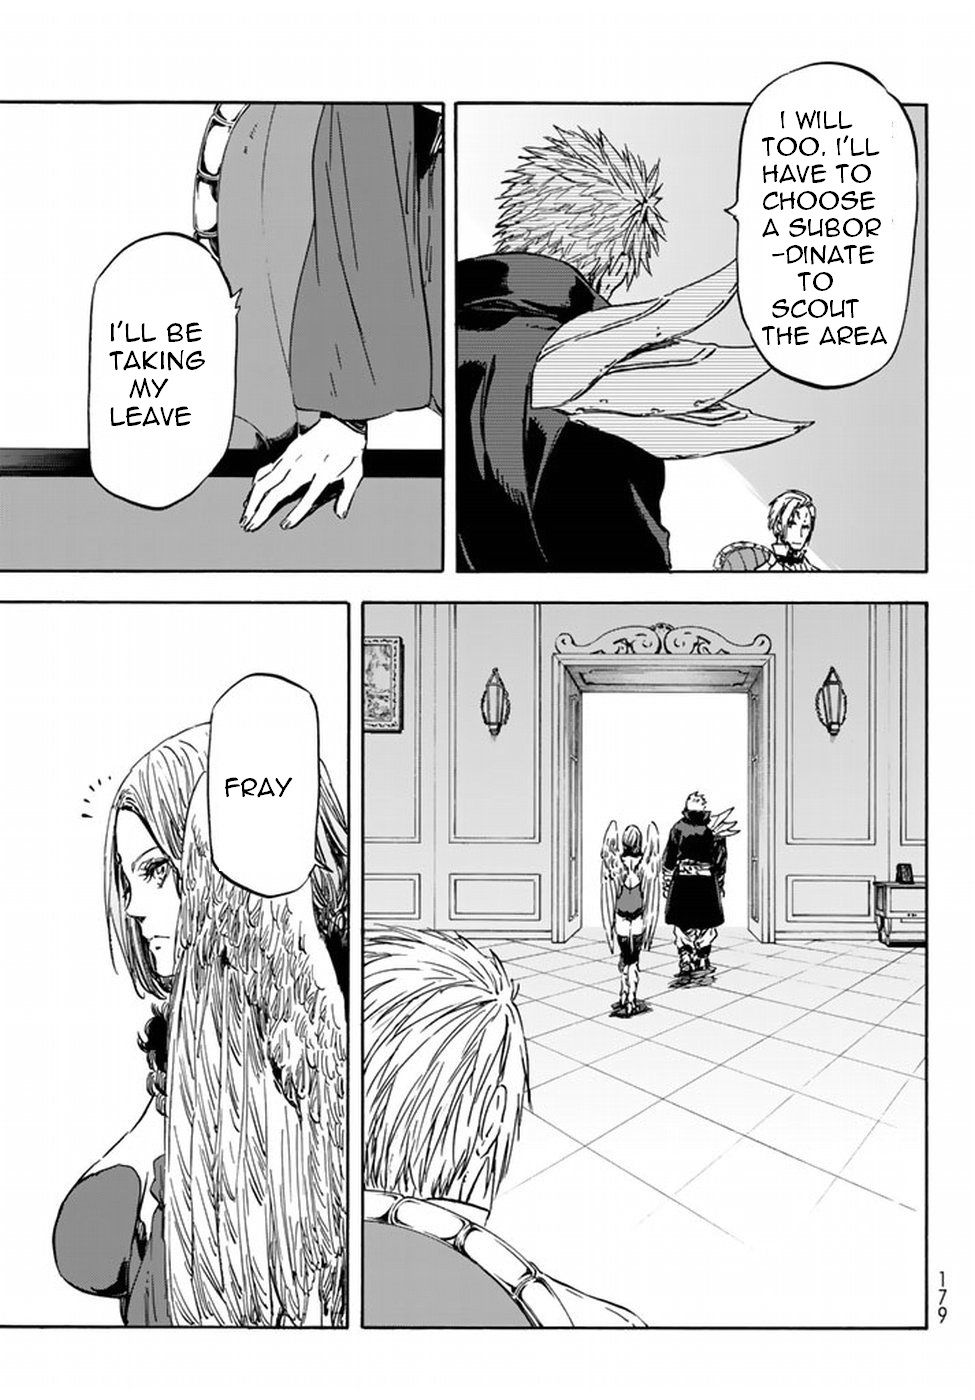 I WILL
TOO. I'LL
HAVE TO
CHOOSE
A SUBOR
-DINATE
TO
SCOUT
THE AREA
I'LL BE
TAKING
MY
LEAVE
FRAY
179